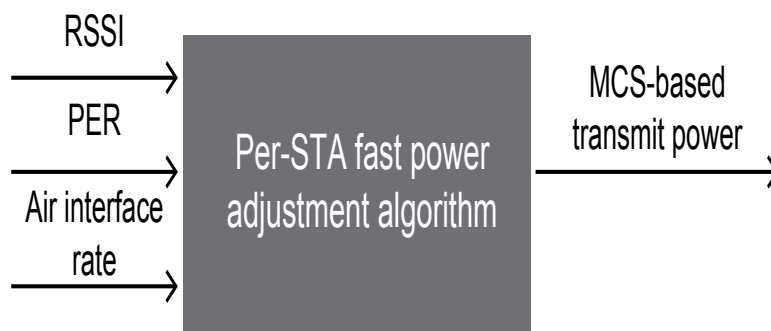 RSSI
PER
Air interface
rate
Per-STA fast power
adjustment algorithm
MCS-based
transmit power